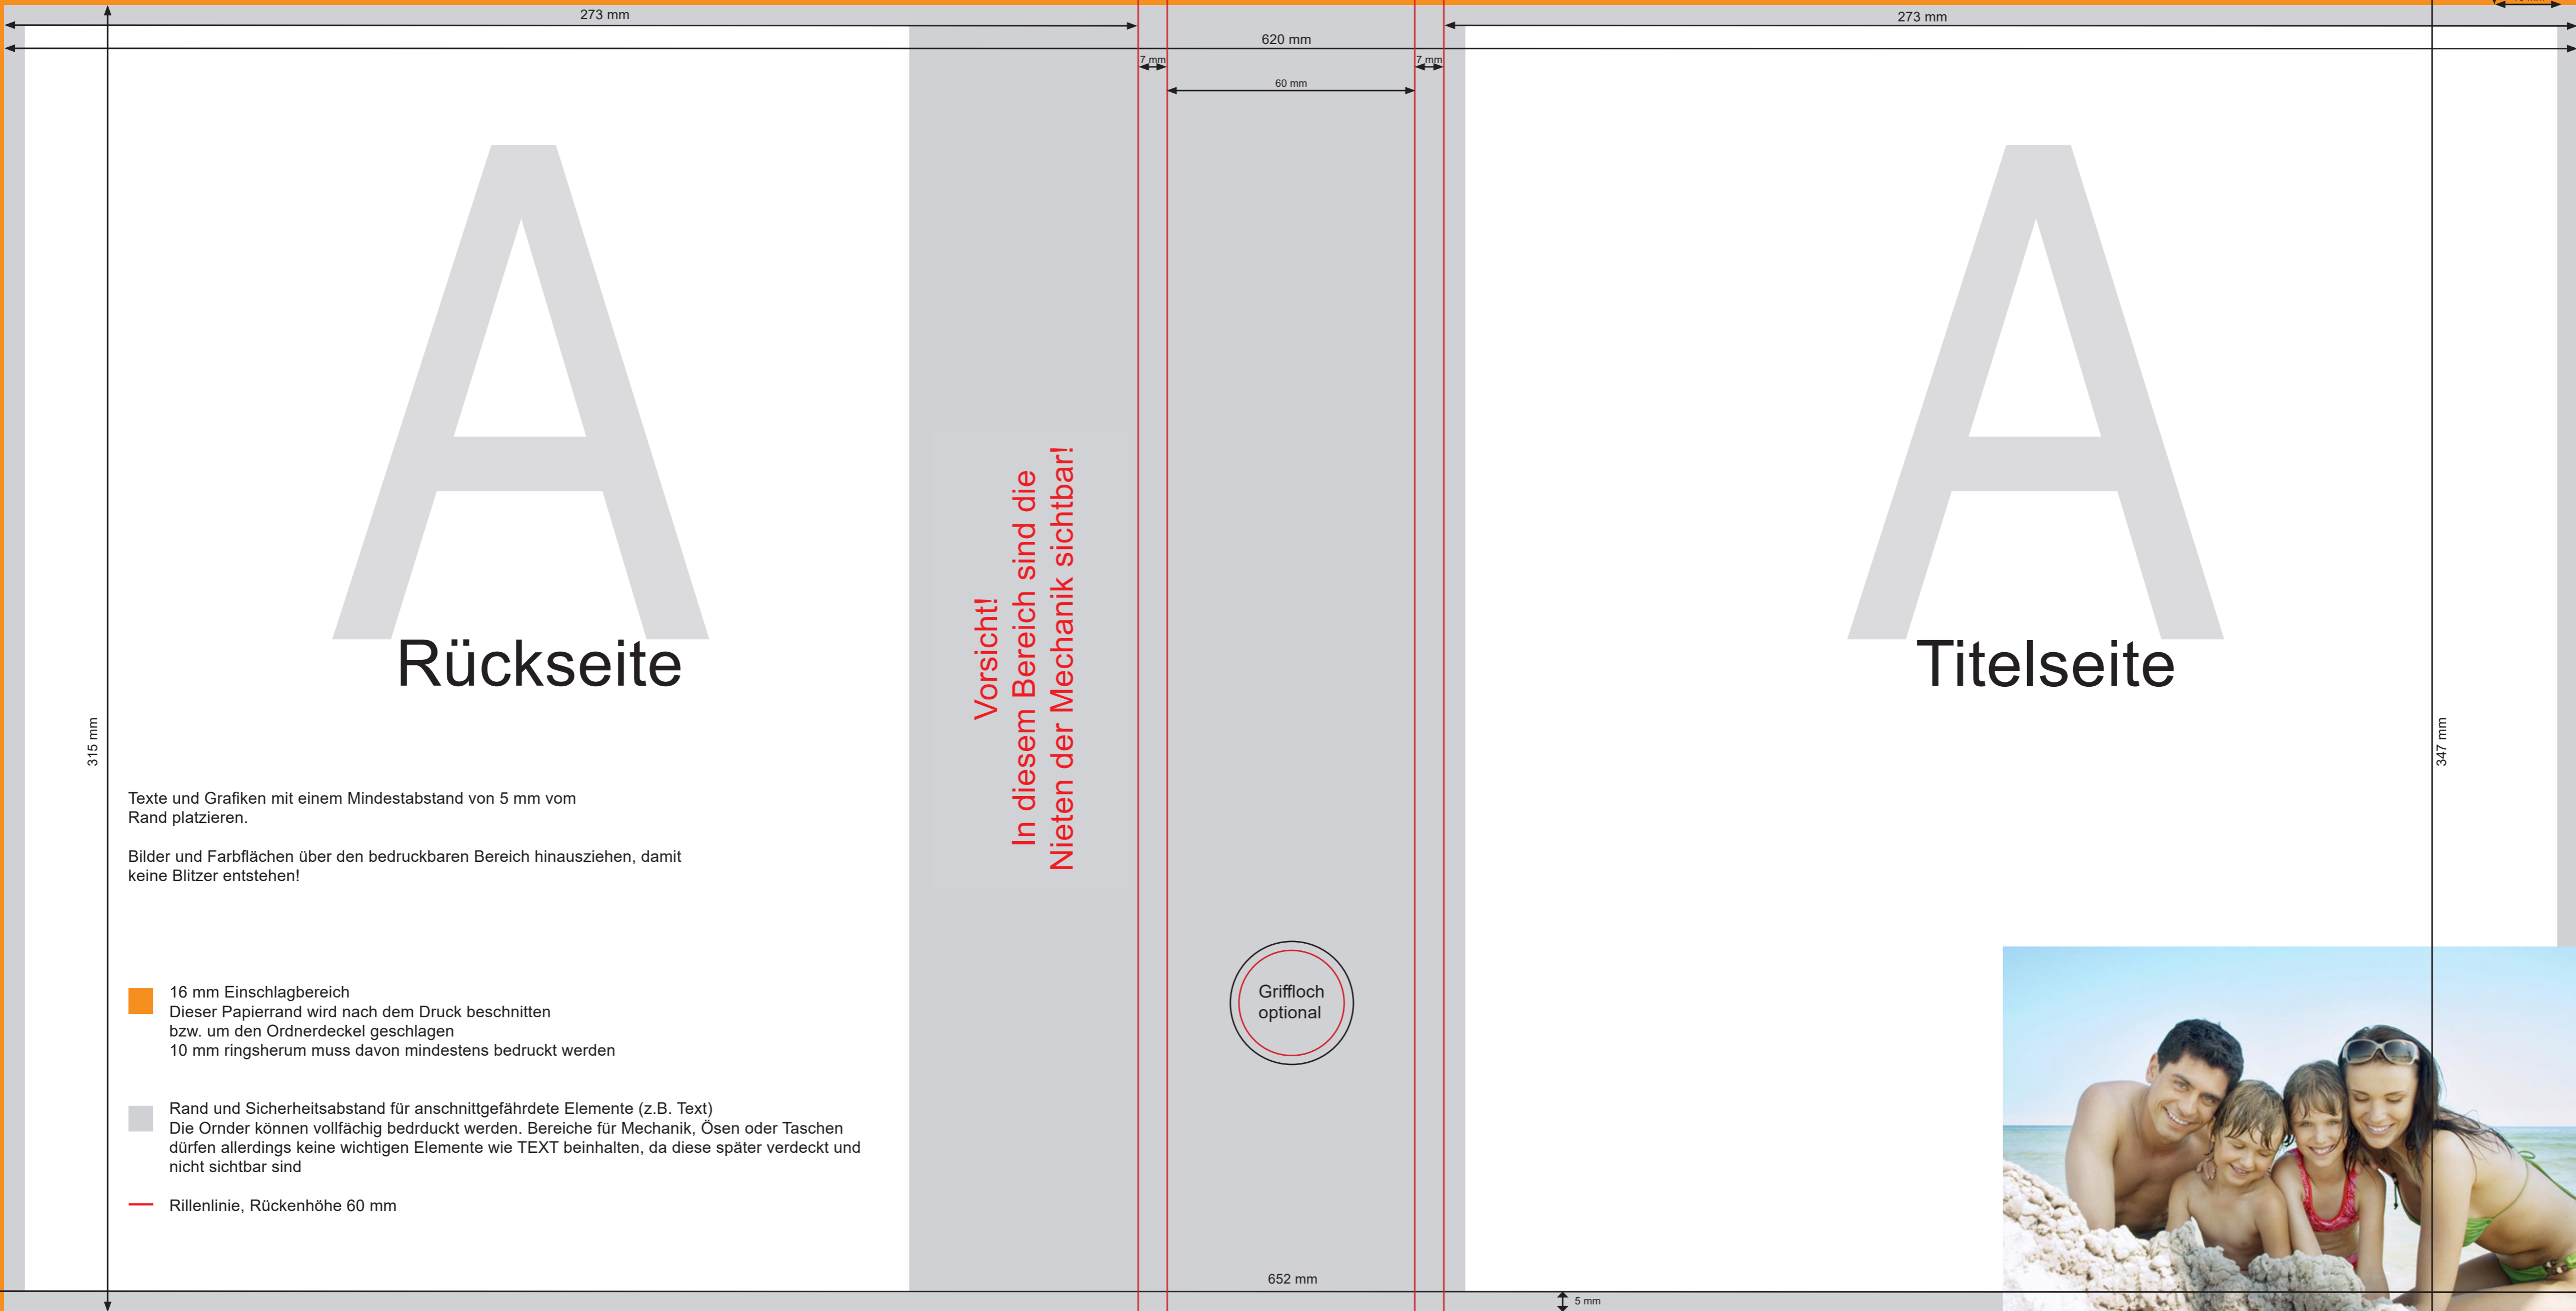 273 mm
273 mm
620 mm
7 mm
7 mm
60 mm
A
A
Rückseite
Titelseite
Vorsicht!
In diesem Bereich sind die
Nieten der Mechanik sichtbar!
315 mm
347 mm
Texte und Grafiken mit einem Mindestabstand von 5 mm vom
Rand platzieren.
Bilder und Farbflächen über den bedruckbaren Bereich hinausziehen, damit
keine Blitzer entstehen!
Griffloch
optional
16 mm Einschlagbereich
Dieser Papierrand wird nach dem Druck beschnitten
bzw. um den Ordnerdeckel geschlagen
10 mm ringsherum muss davon mindestens bedruckt werden
Rand und Sicherheitsabstand für anschnittgefährdete Elemente (z.B. Text)
Die Ornder können vollfächig bedrduckt werden. Bereiche für Mechanik, Ösen oder Taschen
dürfen allerdings keine wichtigen Elemente wie TEXT beinhalten, da diese später verdeckt und
nicht sichtbar sind
Rillenlinie, Rückenhöhe 60 mm
652 mm
5 mm